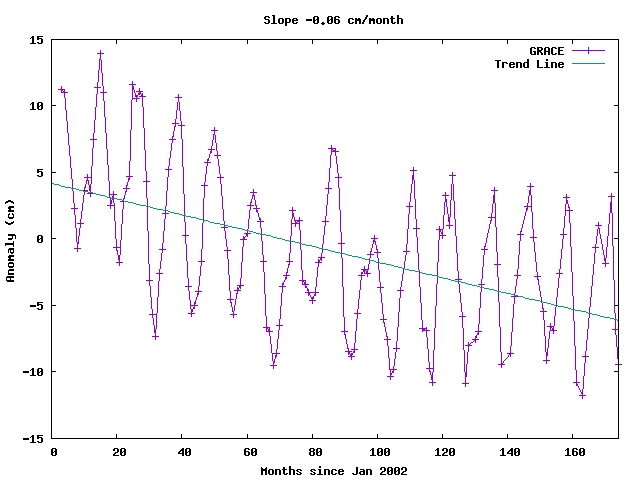 Slope -0.06 cm/month
GRACE
Trend Line
15
10
5
0
-5
-10
-15
Anomaly (cm)
0 20 40 60 80 100 120 140 160
Months since Jan 2002